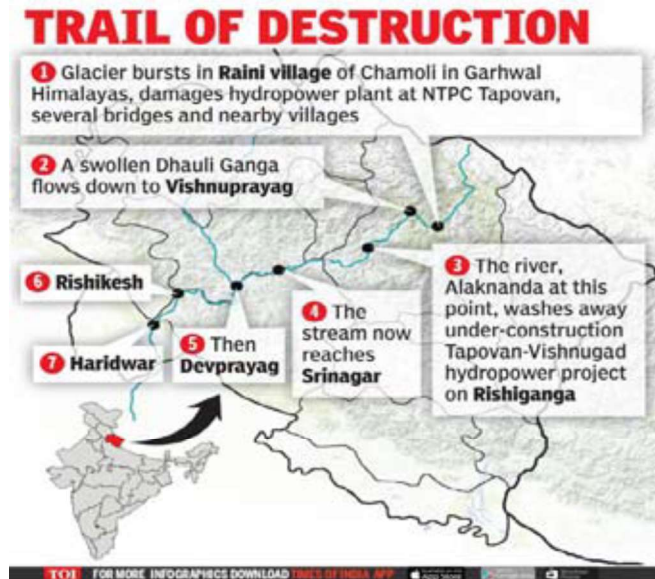 TRAIL OF DESTRUCTION
1 Glacier bursts in Raini village of Chamoli in Garhwal
Himalayas, damages hydropower plant at NTPC Tapovan,
several bridges and nearby villages
2 A swollen Dhauli Ganga
flows down to Vishnuprayag
3 The river,
Alaknanda at this
point, washes away
under-construction
Tapovan-Vishnugad
hydropower project
on Rishiganga
4 The
stream now
reaches
Srinagar
5 Then
Devprayag
6 Rishikesh
7 Haridwar
TOI FOR MORE INFOGRAPHICS DOWNLOAD TIMES OF INDIA APP